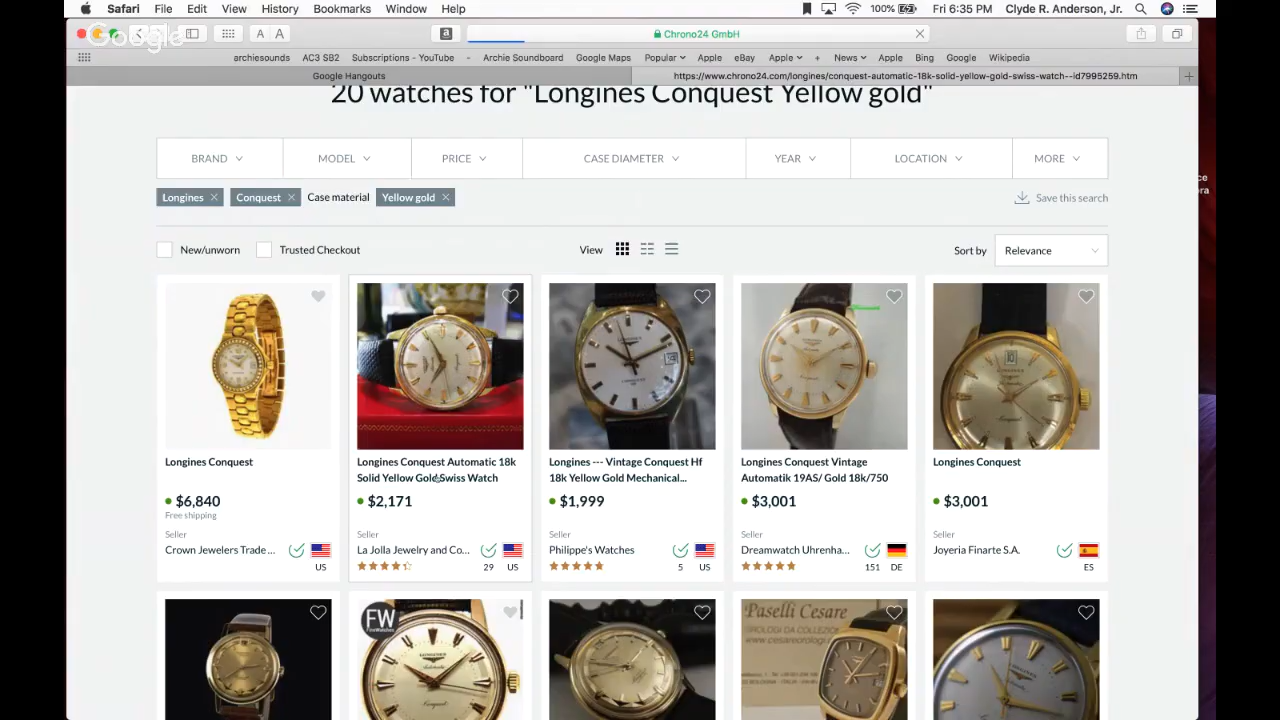 Safari File Edit View History Bookmarks Window Help 100% Fri 6:35 PM Clyde R. Anderson, Jr.
Google
A A a Chrono24 GmbH
archiesounds AC3 SB2 Subscriptions - YouTube - Archie Soundboard Google Maps Popular Apple eBay Apple + News Apple Bing Google Wikipedia
Google Hangouts https://www.chrono24.com/longines/conquest-automatic-18k-solid-yellow-gold-swiss-watch--id7995259.htm
20 watches for "Longines Conquest Yellow gold"
BRAND MODEL PRICE CASE DIAMETER YEAR LOCATION MORE
Longines Conquest Case material Yellow gold Save this search
New/unworn Trusted Checkout View Sort by Relevance
Longines Conquest
$6,840
Free shipping
Seller
Crown Jewelers Trade ...
US
Longines Conquest Automatic 18k
Solid Yellow Gold Swiss Watch
$2,171
Seller
La Jolla Jewelry and Co...
29 US
Longines --- Vintage Conquest Hf
18k Yellow Gold Mechanical...
$1,999
Seller
Philippe's Watches
5 US
Longines Conquest Vintage
Automatik 19AS/ Gold 18k/750
$3,001
Seller
Dreamwatch Uhrenha...
151 DE
Longines Conquest
$3,001
Seller
Joyeria Finarte S.A.
ES
FW
LONGINES
Automatic
Conquest
Paselli Cesare